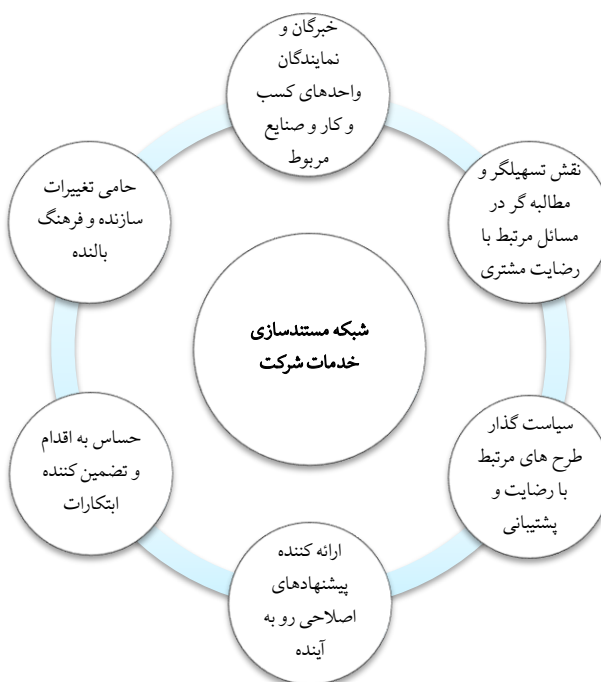 خبرگان و
نمایندگان
واحدهای کسب
و کار و صنایع
مربوط
نقش تسهیلگر و
مطالبه گر در
مسائل مرتبط با
رضایت مشتری
سیاست گذار
طرح های مرتبط
با رضایت و
پشتیبانی
ارائه کننده
پیشنهادهای
اصلاحی رو به
آینده
حساس به اقدام
و تضمین کننده
ابتکارات
حامی تغییرات
سازنده و فرهنگ
بالنده
شبکه مستندسازی
خدمات شرکت